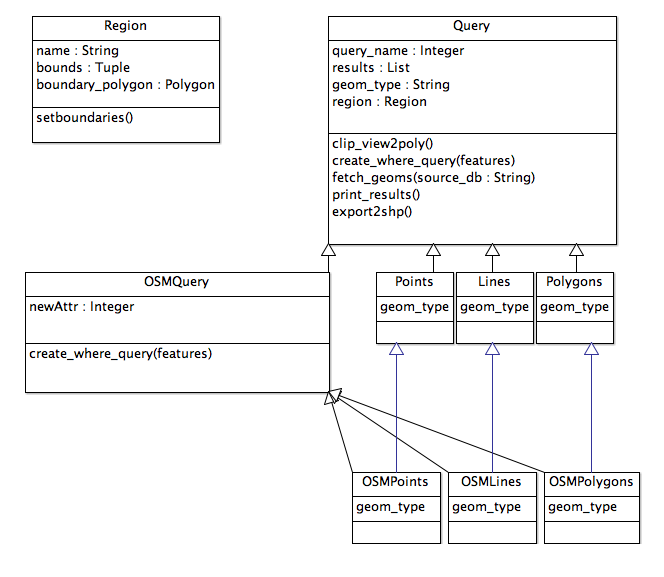 Region
name : String
bounds : Tuple
boundary_polygon : Polygon
setboundaries()
Query
query_name : Integer
results : List
geom_type : String
region : Region
clip_view2poly()
create_where_query(features)
fetch_geoms(source_db : String)
print_results()
export2shp()
OSMQuery
newAttr : Integer
create_where_query(features)
Points
geom_type
Lines
geom_type
Polygons
geom_type
OSMPoints
geom_type
OSMLines
geom_type
OSMPolygons
geom_type